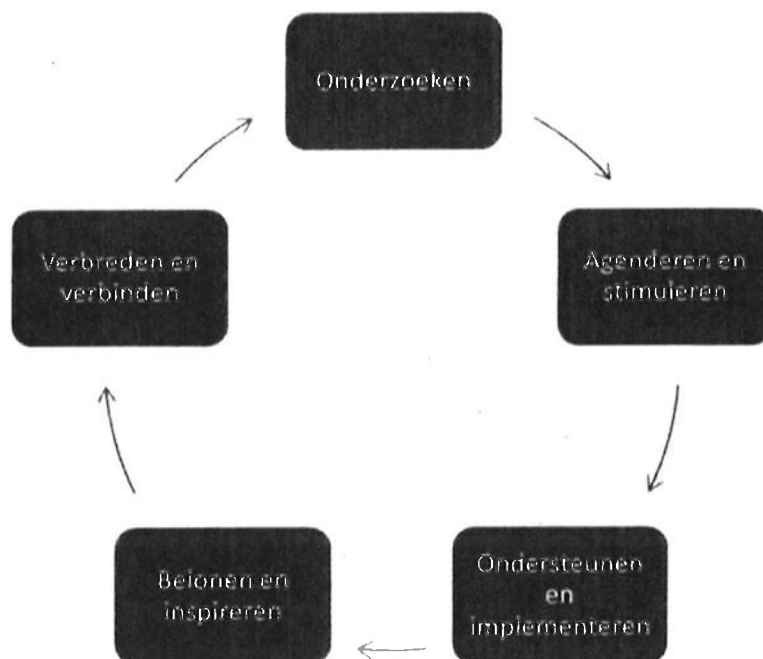 Onderzoeken
Agenderen en
stimuleren
Ondersteunen
en
implementeren
Belonen en
inspireren
Verbreden en
verbinden